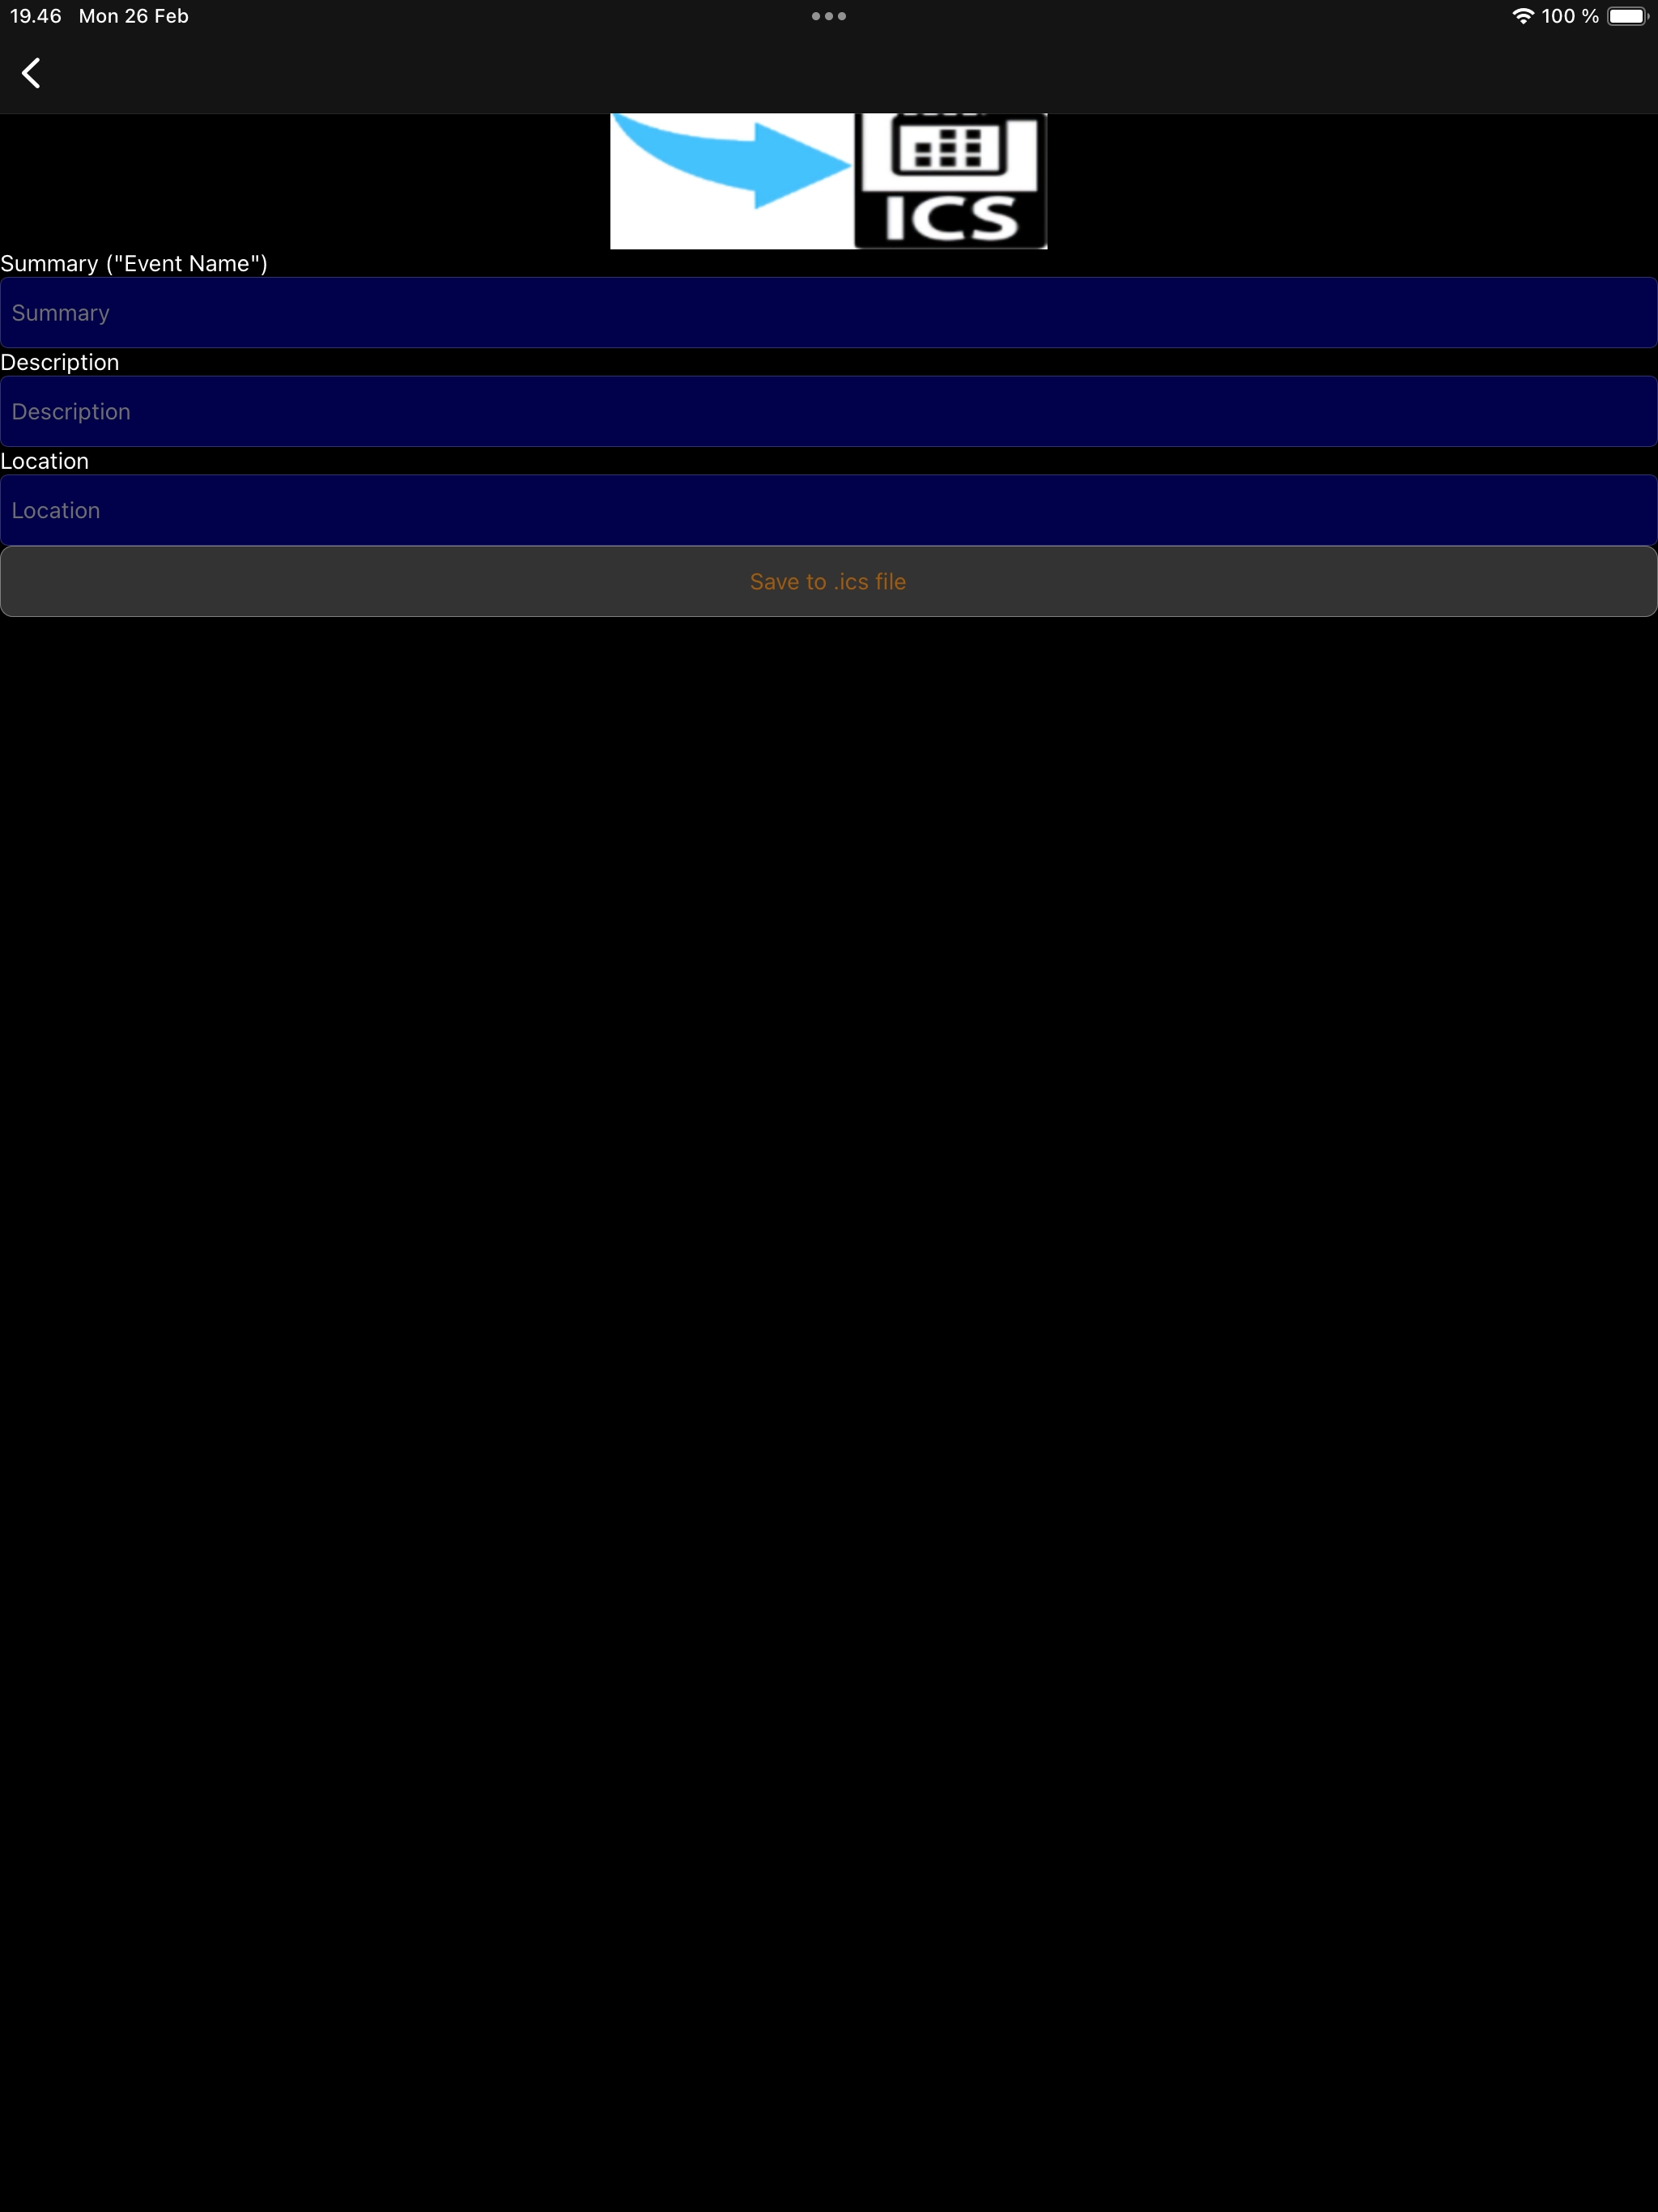 19.46 Mon 26 Feb 100 %
ICS
Summary ("Event Name")
Summary
Description
Description
Location
Location
Save to .ics file